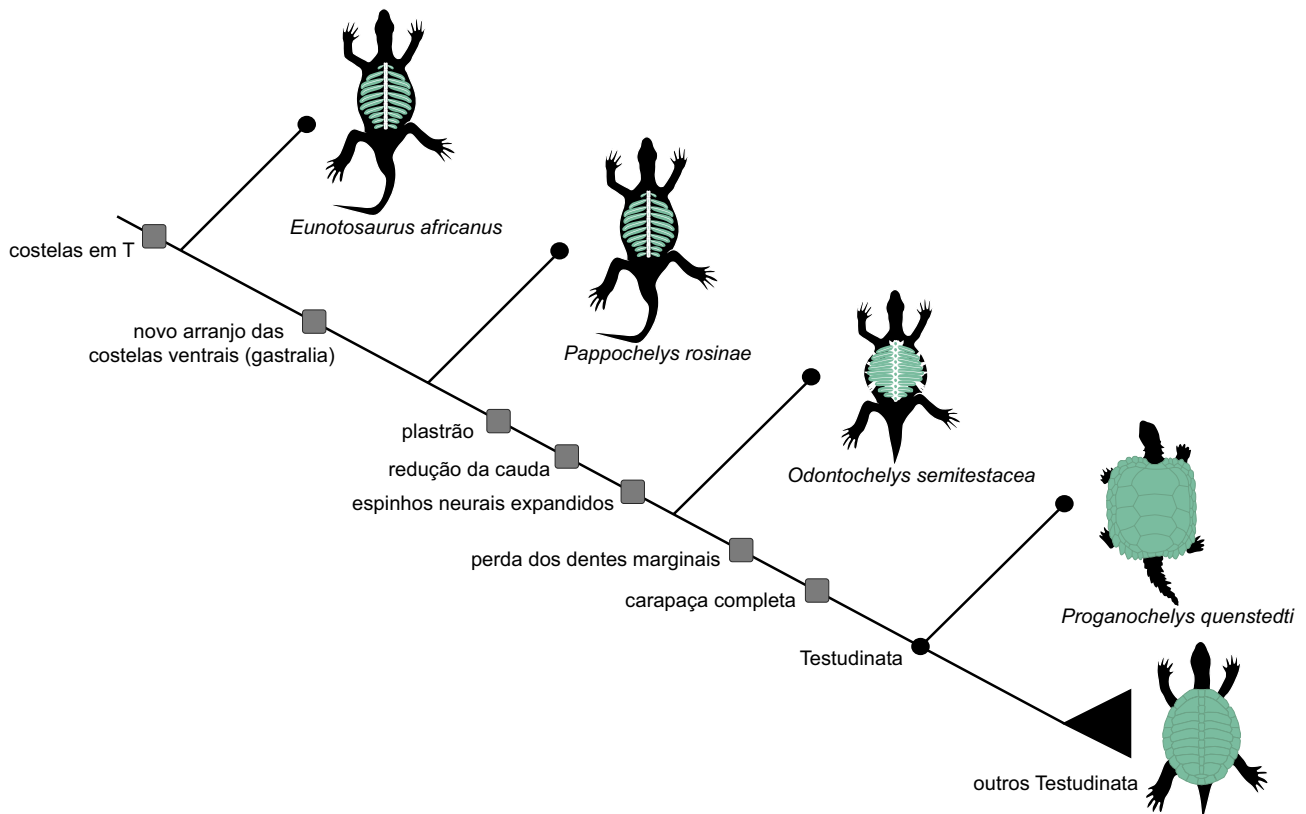 Eunotosaurus africanus
costelas em T
novo arranjo das
costelas ventrais (gastralia)
Pappochelys rosinae
plastrão
redução da cauda
espinhos neurais expandidos
Odontochelys semitestacea
perda dos dentes marginais
carapaça completa
Proganochelys quenstedti
Testudinata
outros Testudinata